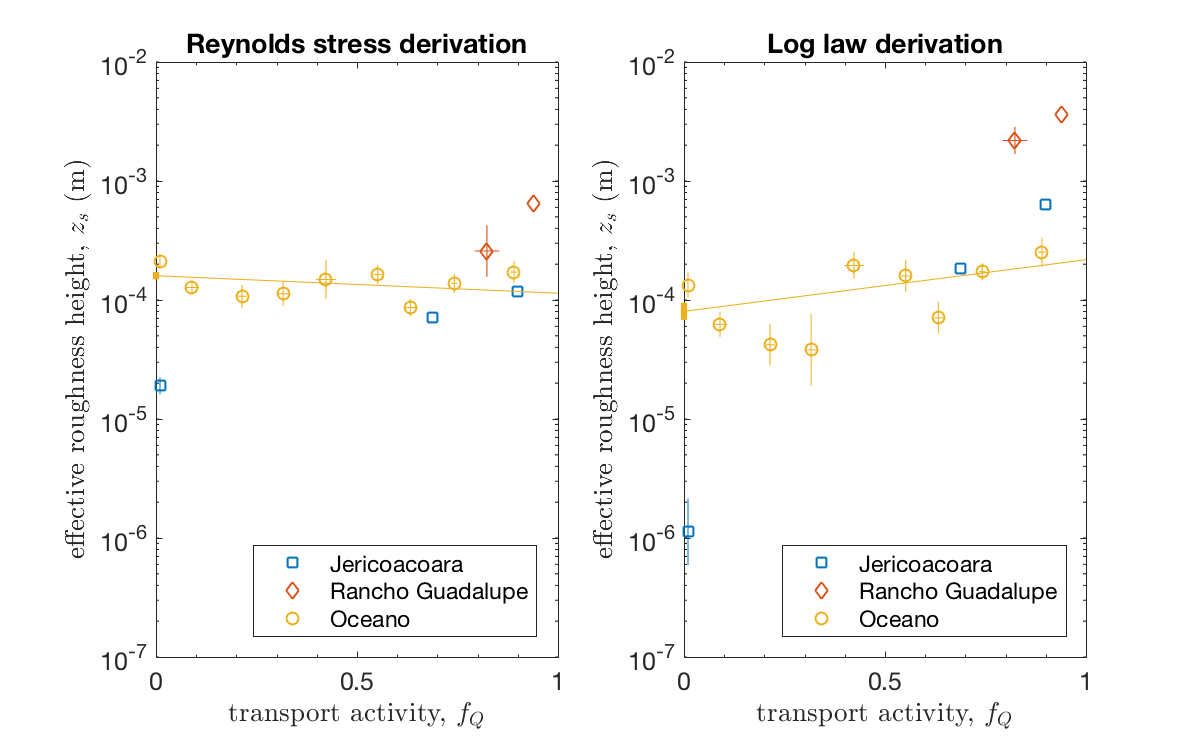 Reynolds stress derivation
10^-2
10^-3
10^-4
10^-5
10^-6
10^-7
effective roughness height, z_s (m)
0 0.5 1
transport activity, f_Q
Jericoacoara
Rancho Guadalupe
Oceano
Log law derivation
10^-2
10^-3
10^-4
10^-5
10^-6
10^-7
effective roughness height, z_s (m)
0 0.5 1
transport activity, f_Q
Jericoacoara
Rancho Guadalupe
Oceano